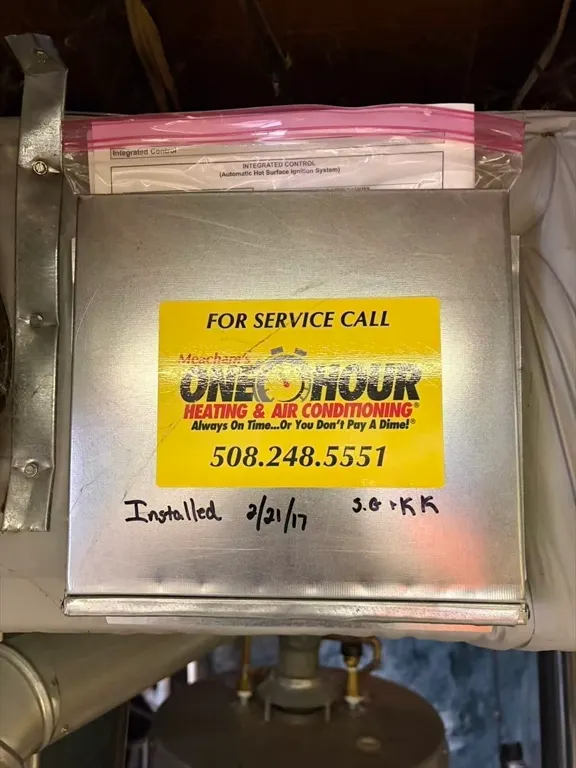 Integrated Control
INTEGRATED CONTROL
(Automatic Hot Surface Ignition System)
FOR SERVICE CALL
Meacham's
ONE HOUR
HEATING & AIR CONDITIONING®
Always On Time...Or You Don't Pay A Dime!®
508.248.5551
Installed 2/21/17 S.G + KK